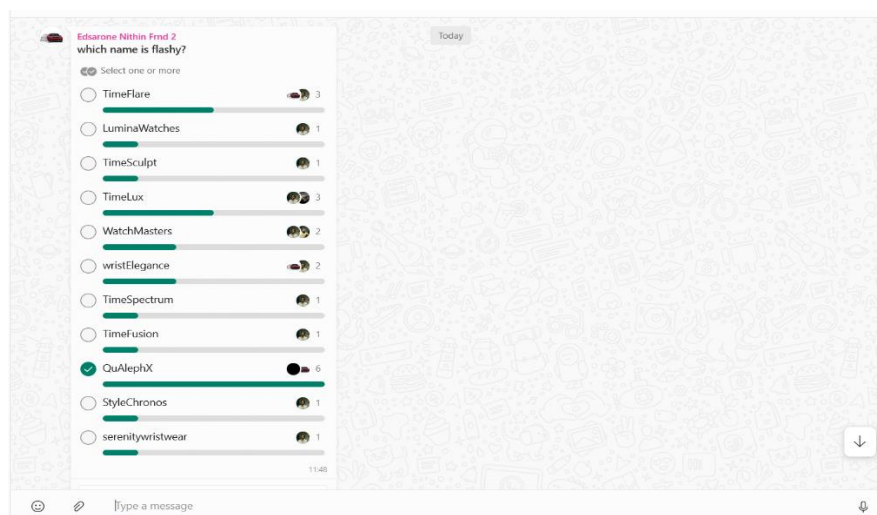 Edsarone Nithin Frnd 2
Today
which name is flashy?
Select one or more
TimeFlare 3
LuminaWatches 1
TimeSculpt 1
TimeLux 3
WatchMasters 2
wristElegance 2
TimeSpectrum 1
TimeFusion 1
QuAlephX 6
StyleChronos 1
serenitywristwear 1
11:48
Type a message